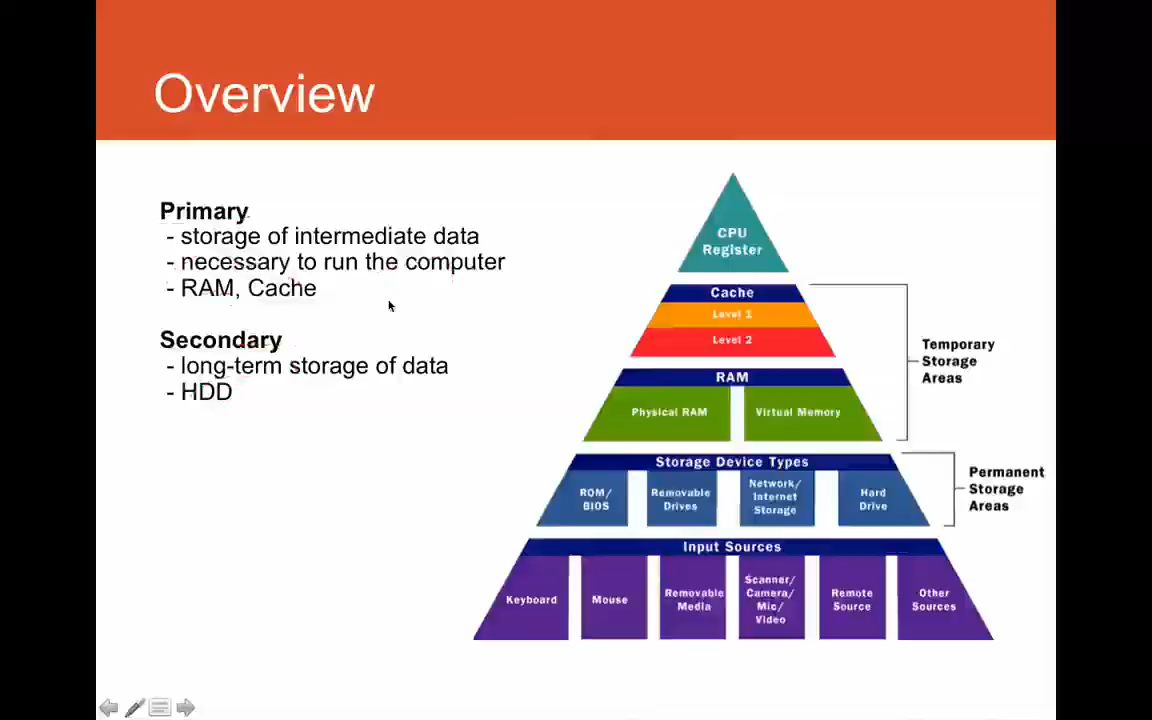 Overview
Primary
- storage of intermediate data
- necessary to run the computer
- RAM, Cache
Secondary
- long-term storage of data
- HDD
CPU
Register
Cache
Level 1
Level 2
RAM
Physical RAM
Virtual Memory
Temporary
Storage
Areas
Storage Device Types
ROM/
BIOS
Removable
Drives
Network/
Internet
Storage
Hard
Drive
Permanent
Storage
Areas
Input Sources
Keyboard
Mouse
Removable
Media
Scanner/
Camera/
Mic/
Video
Remote
Source
Other
Sources